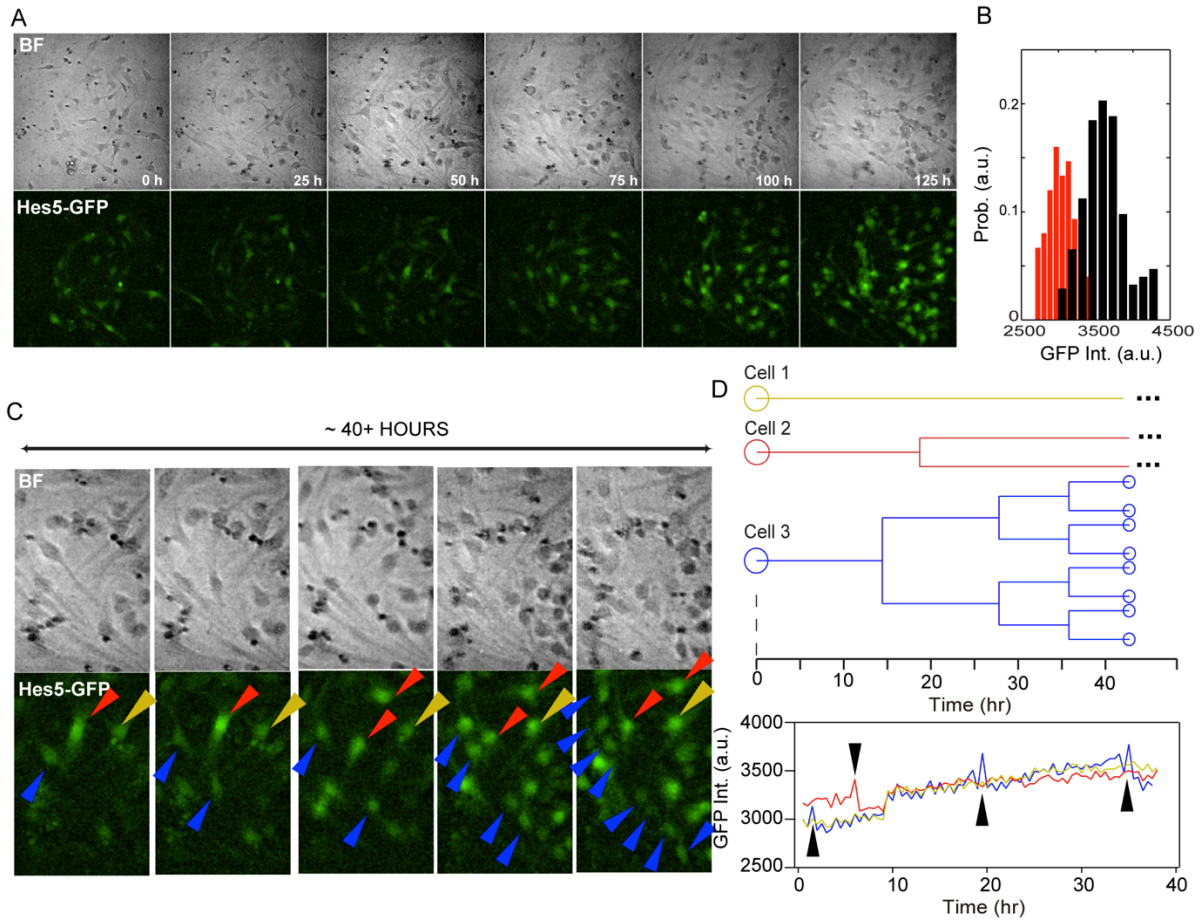 A
BF
0 h
25 h
50 h
75 h
100 h
125 h
Hes5-GFP
B
Prob. (a.u.)
0.2
0.1
0
2500
3500
4500
GFP Int. (a.u.)
C
~ 40+ HOURS
BF
Hes5-GFP
D
Cell 1
...
Cell 2
...
...
Cell 3
0
10
20
30
40
Time (hr)
GFP Int. (a.u.)
4000
3500
3000
2500
0
10
20
30
40
Time (hr)